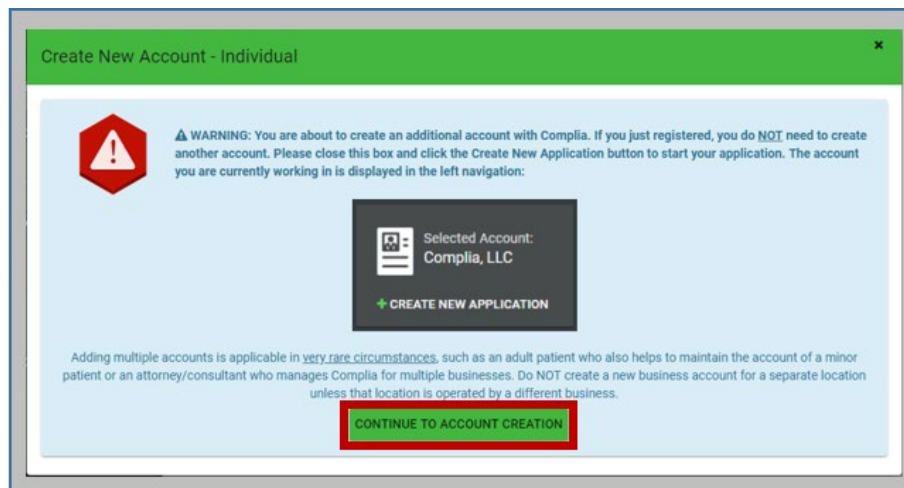 Create New Account - Individual
WARNING: You are about to create an additional account with Complia. If you just registered, you do NOT need to create
another account. Please close this box and click the Create New Application button to start your application. The account
you are currently working in is displayed in the left navigation:
Selected Account:
Complia, LLC
+ CREATE NEW APPLICATION
Adding multiple accounts is applicable in very rare circumstances, such as an adult patient who also helps to maintain the account of a minor
patient or an attorney/consultant who manages Complia for multiple businesses. Do NOT create a new business account for a separate location
unless that location is operated by a different business.
CONTINUE TO ACCOUNT CREATION